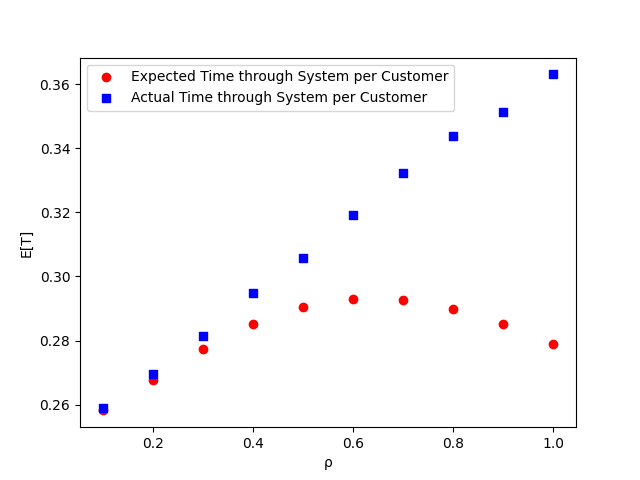 Expected Time through System per Customer
Actual Time through System per Customer
0.36
0.34
0.32
0.30
0.28
0.26
E[T]
0.2 0.4 0.6 0.8 1.0
ρ